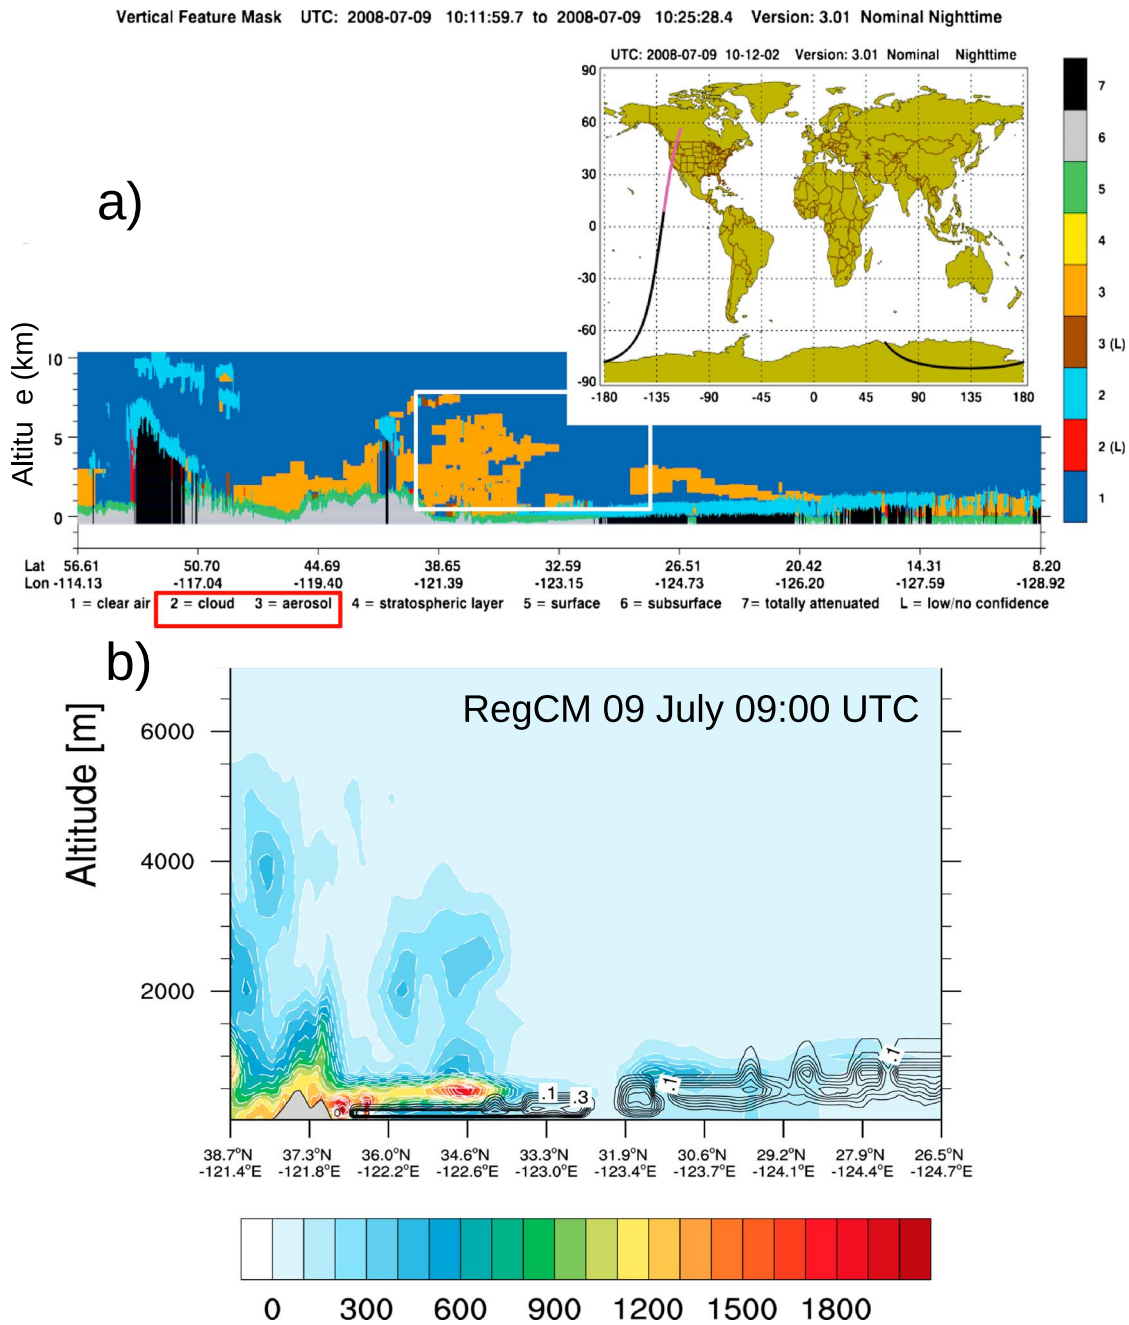 Vertical Feature Mask UTC: 2008-07-09 10:11:59.7 to 2008-07-09 10:25:28.4 Version: 3.01 Nominal Nighttime
UTC: 2008-07-09 10-12-02 Version: 3.01 Nominal Nighttime
90
60
30
0
-30
-60
-90
-180 -135 -90 -45 0 45 90 135 180
7
6
5
4
3
3 (L)
2
2 (L)
1
a)
Altitu e (km)
10
5
0
Lat 56.61 50.70 44.69 38.65 32.59 26.51 20.42 14.31 8.20
Lon -114.13 -117.04 -119.40 -121.39 -123.15 -124.73 -126.20 -127.59 -128.92
1 = clear air 2 = cloud 3 = aerosol 4 = stratospheric layer 5 = surface 6 = subsurface 7= totally attenuated L = low/no confidence
b)
RegCM 09 July 09:00 UTC
Altitude [m]
6000
4000
2000
.1
.1
.1 .3
0
38.7°N 37.3°N 36.0°N 34.6°N 33.3°N 31.9°N 30.6°N 29.2°N 27.9°N 26.5°N
-121.4°E -121.8°E -122.2°E -122.6°E -123.0°E -123.4°E -123.7°E -124.1°E -124.4°E -124.7°E
0 300 600 900 1200 1500 1800